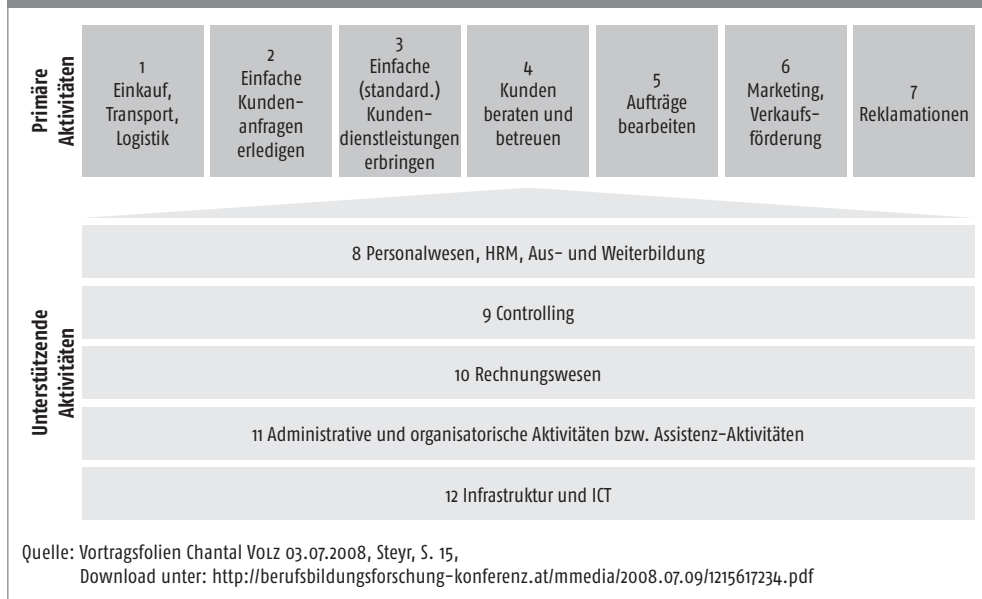 Primäre
Aktivitäten
1
Einkauf,
Transport,
Logistik
2
Einfache
Kunden-
anfragen
erledigen
3
Einfache
(standard.)
Kunden-
dienstleistungen
erbringen
4
Kunden
beraten und
betreuen
5
Aufträge
bearbeiten
6
Marketing,
Verkaufs-
förderung
7
Reklamationen
Unterstützende
Aktivitäten
8 Personalwesen, HRM, Aus- und Weiterbildung
9 Controlling
10 Rechnungswesen
11 Administrative und organisatorische Aktivitäten bzw. Assistenz-Aktivitäten
12 Infrastruktur und ICT
Quelle: Vortragsfolien Chantal VOLZ 03.07.2008, Steyr, S. 15,
Download unter: http://berufsbildungsforschung-konferenz.at/mmedia/2008.07.09/1215617234.pdf